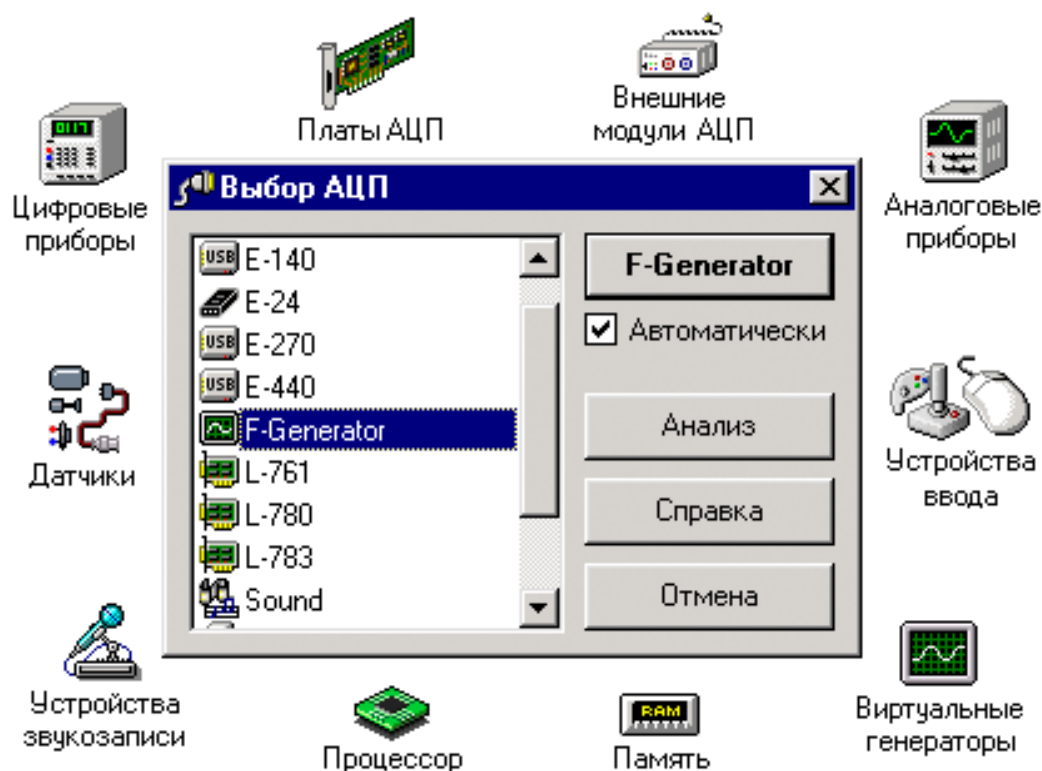 Платы АЦП
Внешние
модули АЦП
0117
Цифровые
приборы
Аналоговые
приборы
Выбор АЦП
USB E-140
E-24
USB E-270
USB E-440
F-Generator
L-761
L-780
L-783
Sound
F-Generator
Автоматически
Анализ
Справка
Отмена
Датчики
Устройства
ввода
Устройства
звукозаписи
Процессор
RAM
Память
Виртуальные
генераторы